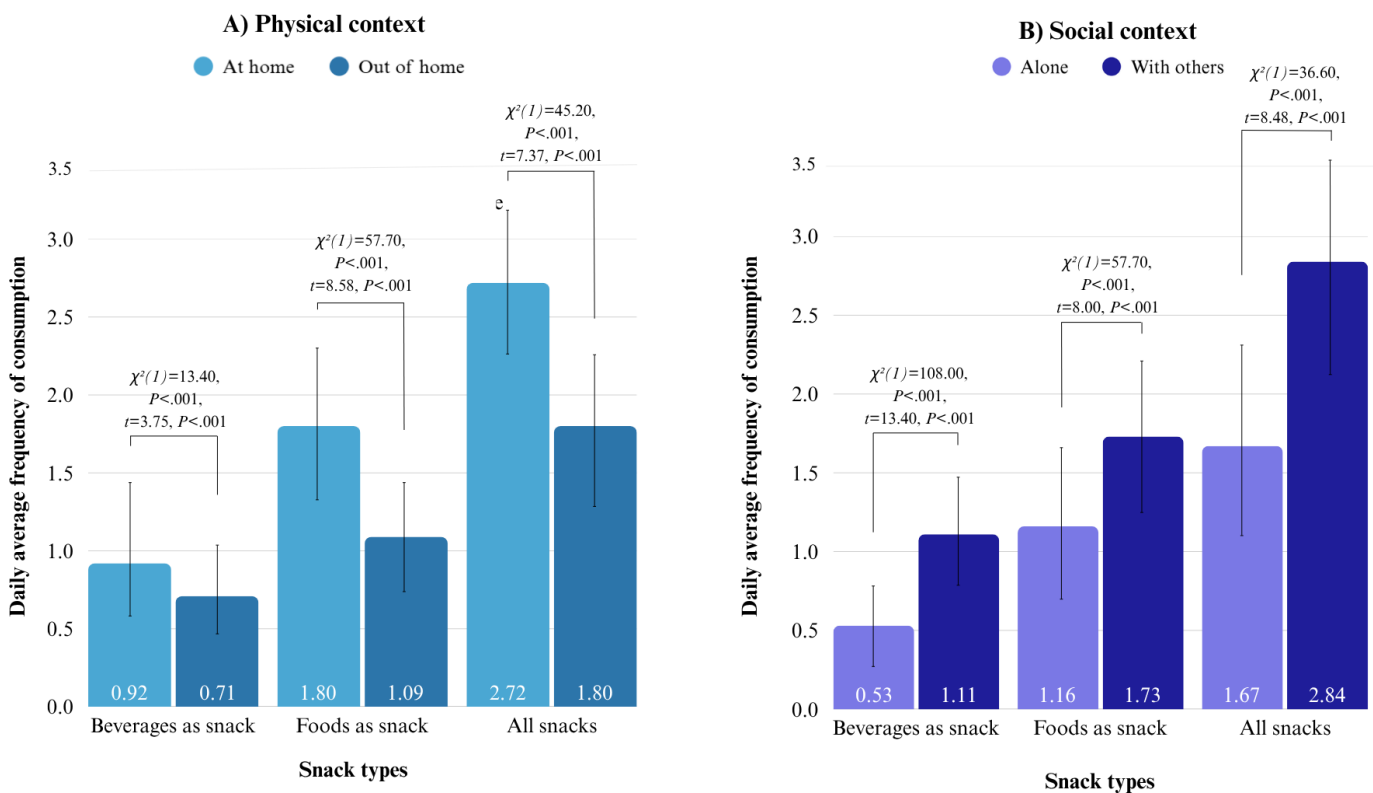 A) Physical context
At home Out of home
χ²(1)=45.20,
P<.001,
t=7.37, P<.001
3.5
e
3.0
χ²(1)=57.70,
P<.001,
t=8.58, P<.001
2.5
2.0
χ²(1)=13.40,
P<.001,
t=3.75, P<.001
1.5
1.0
0.5
0.0
Daily average frequency of consumption
0.92 0.71 1.80 1.09 2.72 1.80
Beverages as snack Foods as snack All snacks
Snack types
B) Social context
Alone With others
χ²(1)=36.60,
P<.001,
t=8.48, P<.001
3.5
3.0
χ²(1)=57.70,
P<.001,
t=8.00, P<.001
2.5
2.0
χ²(1)=108.00,
P<.001,
t=13.40, P<.001
1.5
1.0
0.5
0.0
Daily average frequency of consumption
0.53 1.11 1.16 1.73 1.67 2.84
Beverages as snack Foods as snack All snacks
Snack types